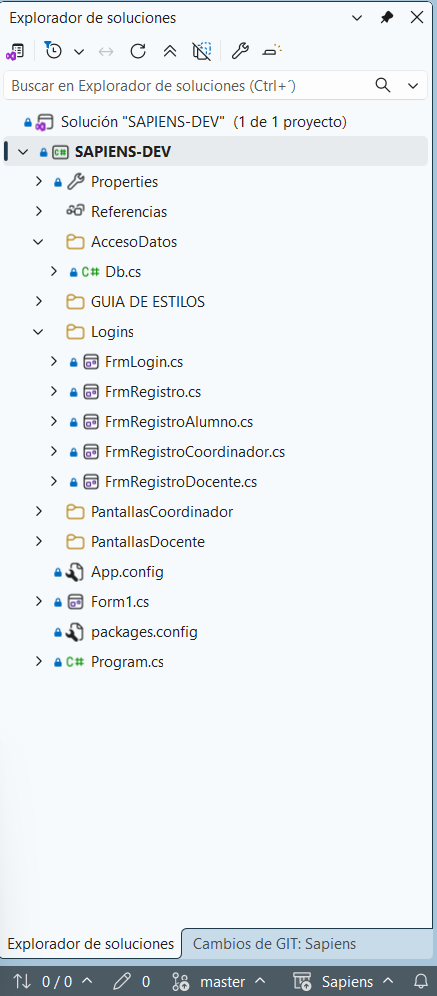 Explorador de soluciones
Buscar en Explorador de soluciones (Ctrl+´)
Solución "SAPIENS-DEV" (1 de 1 proyecto)
C# SAPIENS-DEV
Properties
Referencias
AccesoDatos
C# Db.cs
GUIA DE ESTILOS
Logins
FrmLogin.cs
FrmRegistro.cs
FrmRegistroAlumno.cs
FrmRegistroCoordinador.cs
FrmRegistroDocente.cs
PantallasCoordinador
PantallasDocente
App.config
Form1.cs
packages.config
C# Program.cs
Explorador de soluciones Cambios de GIT: Sapiens
0 / 0 0 master Sapiens